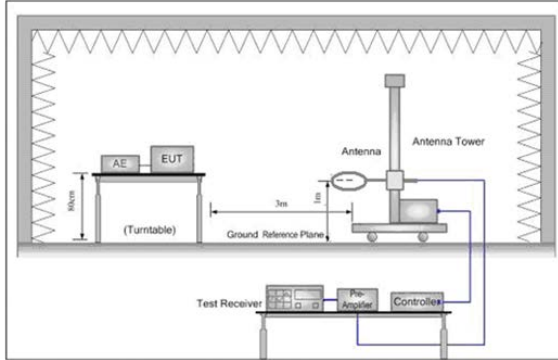 Antenna Tower
Antenna
EUT
AE
80cm
3m
1m
(Turntable)
Ground Reference Plane
Test Receiver
Pre-
Amplifier
Controller